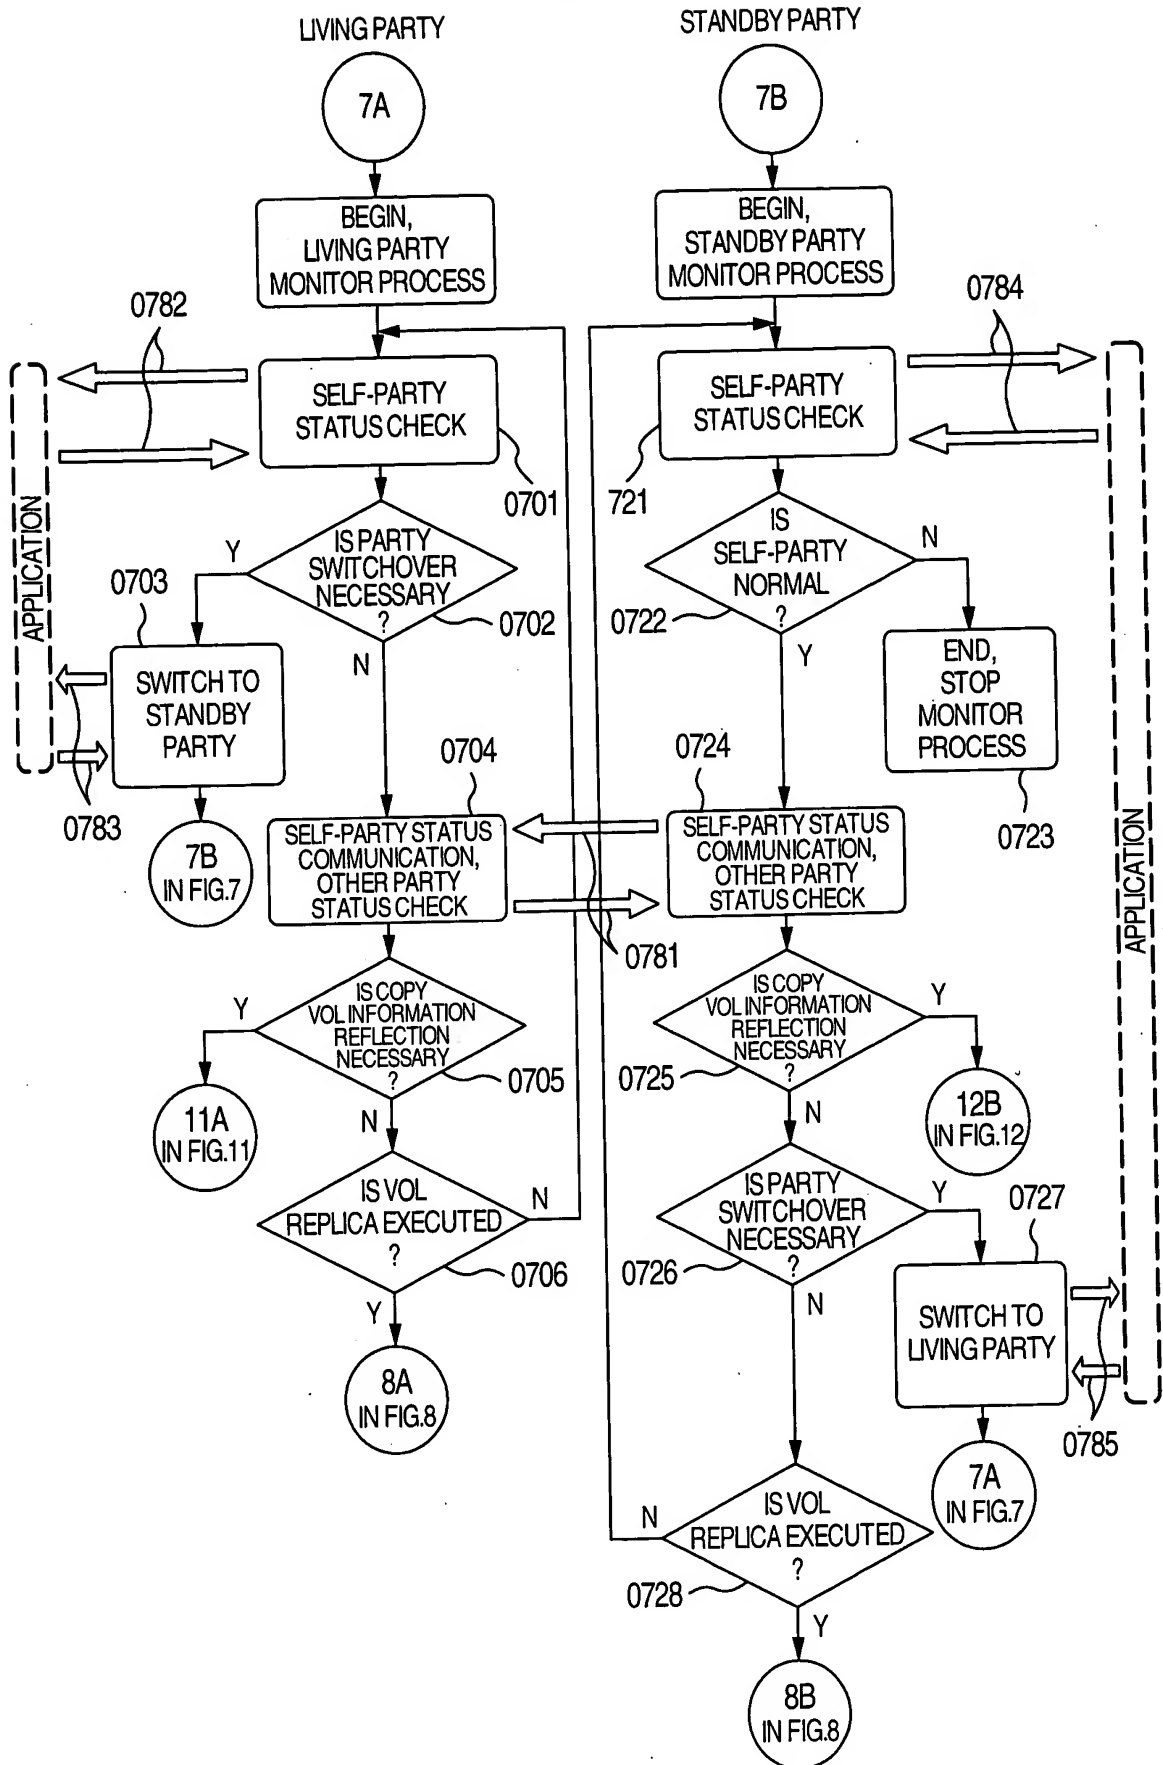 LIVING PARTY
7A
BEGIN,
LIVING PARTY
MONITOR PROCESS
0782
SELF-PARTY
STATUS CHECK
0701
APPLICATION
IS PARTY
SWITCHOVER
NECESSARY
?
0702
Y
N
0703
SWITCH TO
STANDBY
PARTY
0783
7B
IN FIG.7
0704
SELF-PARTY STATUS
COMMUNICATION,
OTHER PARTY
STATUS CHECK
0781
IS COPY
VOL INFORMATION
REFLECTION
NECESSARY
?
0705
Y
N
11A
IN FIG.11
IS VOL
REPLICA EXECUTED
?
0706
N
Y
8A
IN FIG.8
STANDBY PARTY
7B
BEGIN,
STANDBY PARTY
MONITOR PROCESS
0784
SELF-PARTY
STATUS CHECK
721
IS
SELF-PARTY
NORMAL
?
0722
N
Y
END,
STOP
MONITOR
PROCESS
0723
0724
SELF-PARTY STATUS
COMMUNICATION,
OTHER PARTY
STATUS CHECK
APPLICATION
IS COPY
VOL INFORMATION
REFLECTION
NECESSARY
?
0725
Y
N
12B
IN FIG.12
IS PARTY
SWITCHOVER
NECESSARY
?
0726
Y
N
0727
SWITCH TO
LIVING PARTY
0785
7A
IN FIG.7
IS VOL
REPLICA EXECUTED
?
0728
N
Y
8B
IN FIG.8